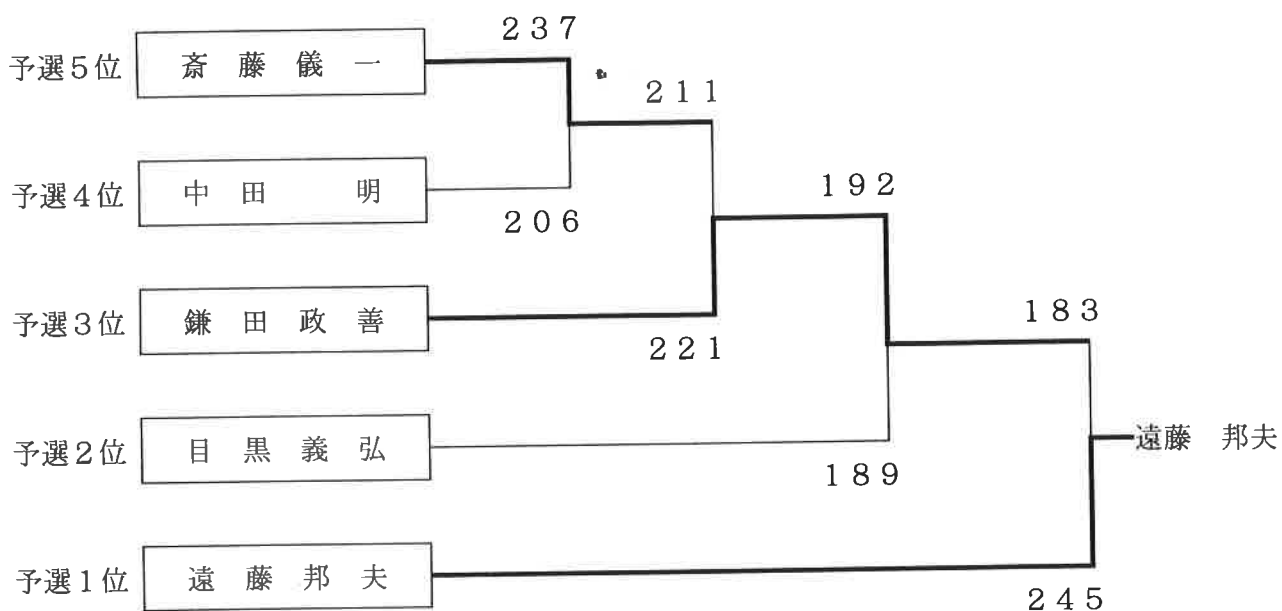 237
予選5位 斎藤儀一
211
予選4位 中田 明
192
206
予選3位 鎌田政善
183
221
予選2位 目黒義弘
遠藤 邦夫
189
予選1位 遠藤邦夫
245